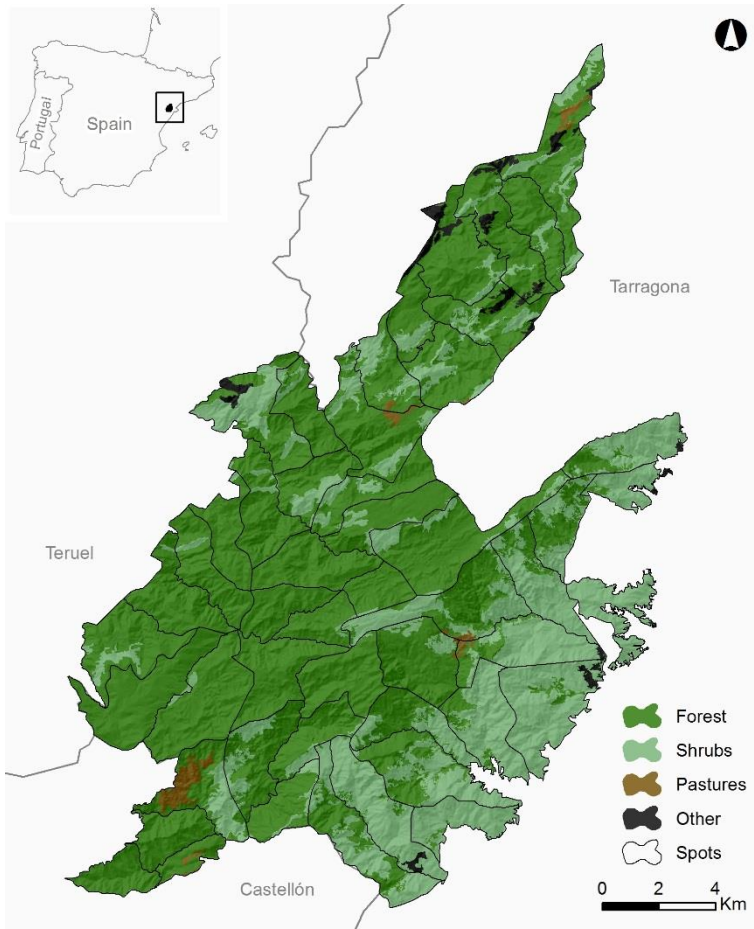 Portugal
Spain
Tarragona
Teruel
Castellón
Forest
Shrubs
Pastures
Other
Spots
0 2 4
Km